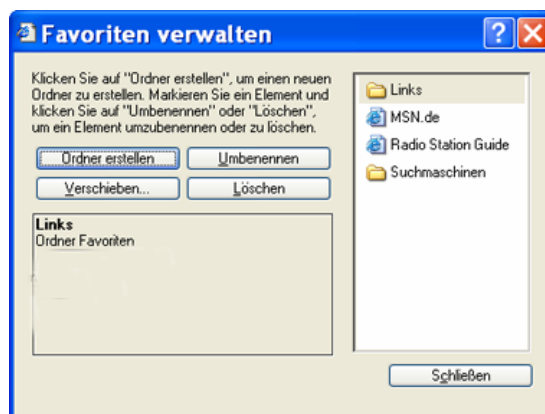 Favoriten verwalten
Klicken Sie auf "Ordner erstellen", um einen neuen
Ordner zu erstellen. Markieren Sie ein Element und
klicken Sie auf "Umbenennen" oder "Löschen",
um ein Element umzubenennen oder zu löschen.
Ordner erstellen
Umbenennen
Verschieben...
Löschen
Links
Ordner Favoriten
Links
MSN.de
Radio Station Guide
Suchmaschinen
Schließen